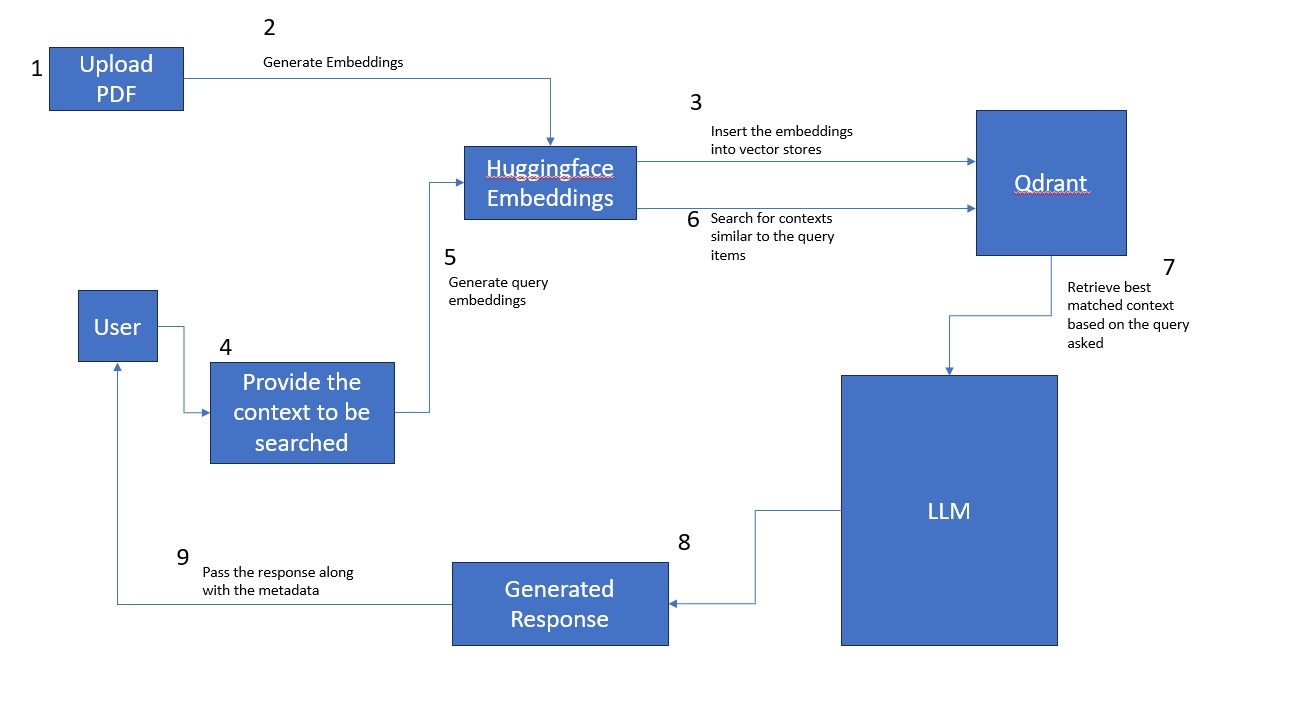 1
Upload
PDF
2
Generate Embeddings
Huggingface
Embeddings
3
Insert the embeddings
into vector stores
Qdrant
User
4
Provide the
context to be
searched
5
Generate query
embeddings
6
Search for contexts
similar to the query
items
7
Retrieve best
matched context
based on the query
asked
LLM
8
Generated
Response
9
Pass the response along
with the metadata